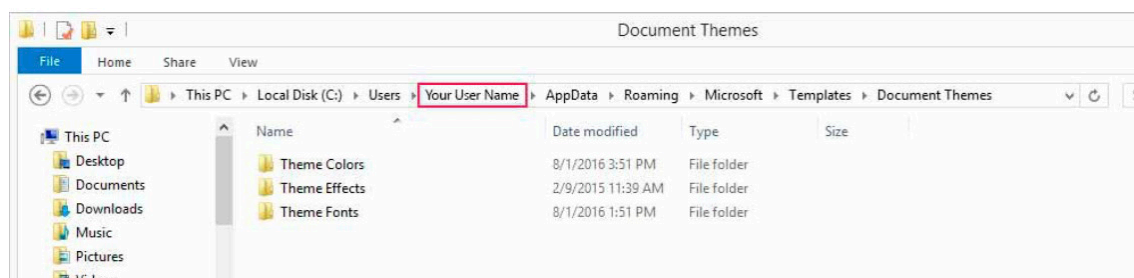 Document Themes
File Home Share View
This PC Local Disk (C:) Users Your User Name AppData Roaming Microsoft Templates Document Themes
Name Date modified Type Size
This PC
Desktop
Documents
Downloads
Music
Pictures
Theme Colors 8/1/2016 3:51 PM File folder
Theme Effects 2/9/2015 11:39 AM File folder
Theme Fonts 8/1/2016 1:51 PM File folder